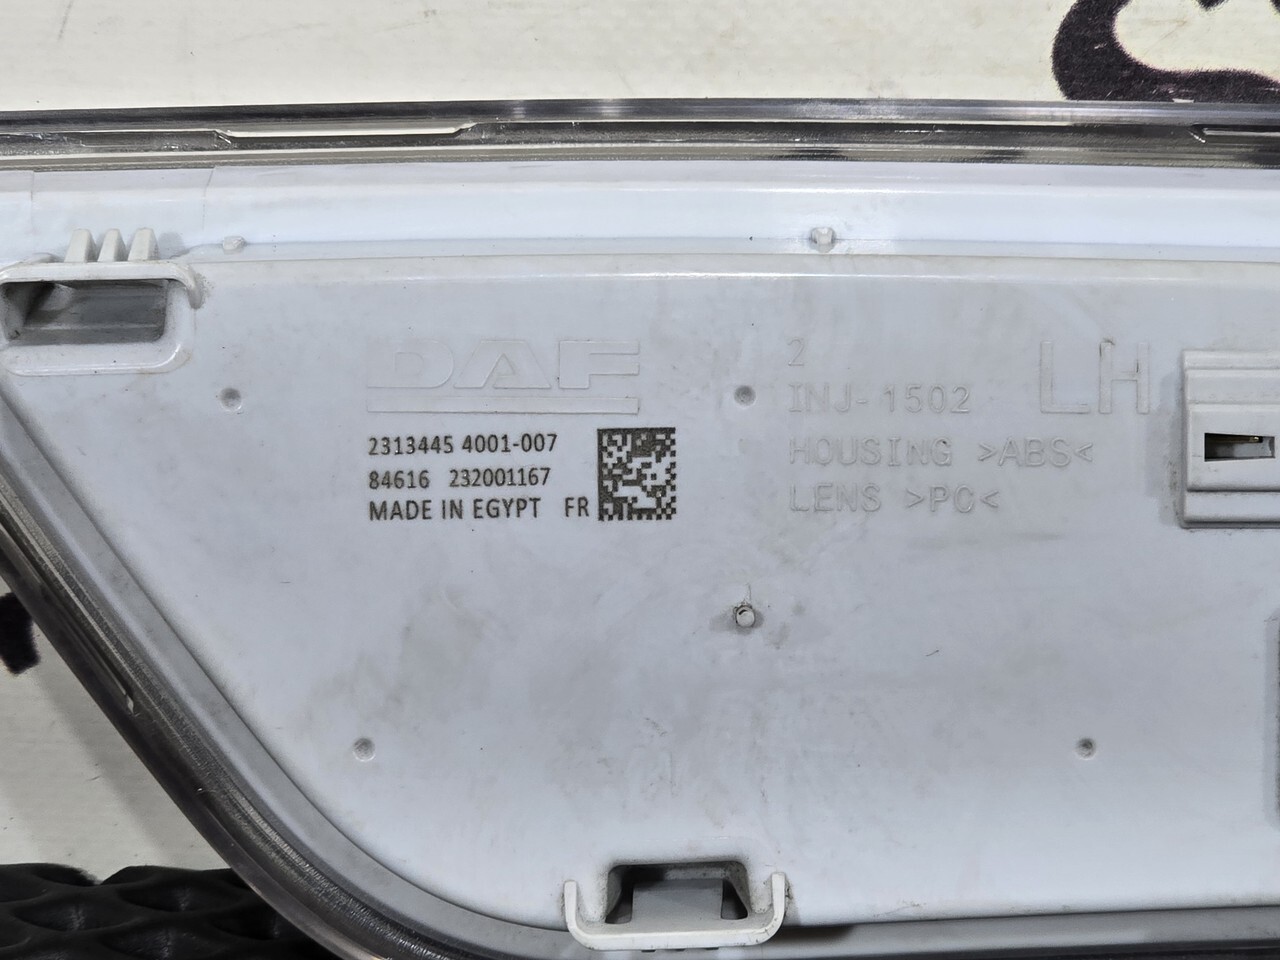 DAF
2313445 4001-007
84616 232001167
MADE IN EGYPT FR
2
INJ- 1502
HOUSING >ABS<
LENS >PC<
LH